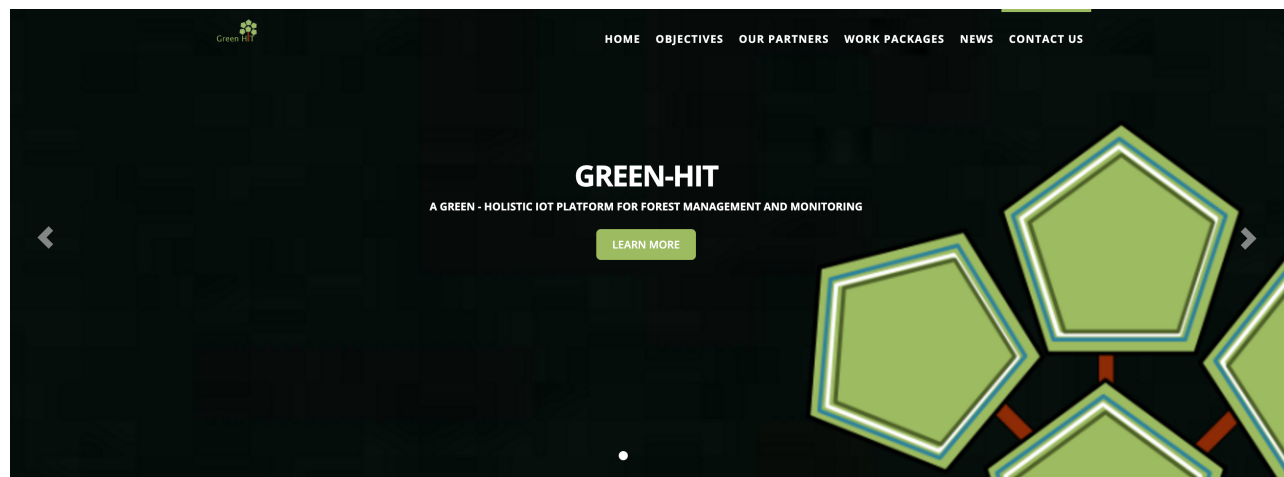 Green HIT
HOME OBJECTIVES OUR PARTNERS WORK PACKAGES NEWS CONTACT US
GREEN-HIT
A GREEN - HOLISTIC IOT PLATFORM FOR FOREST MANAGEMENT AND MONITORING
LEARN MORE